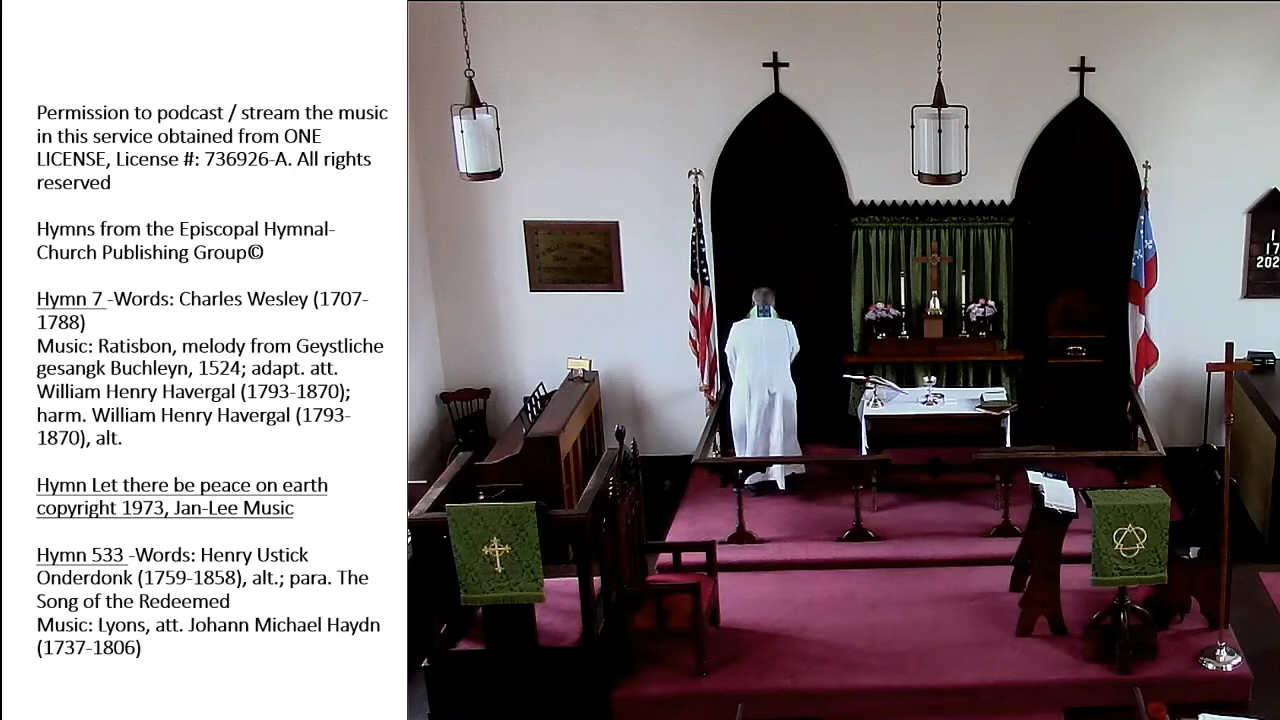 Permission to podcast / stream the music
in this service obtained from ONE
LICENSE, License #: 736926-A. All rights
reserved
Hymns from the Episcopal Hymnal-
Church Publishing Group©
Hymn 7 -Words: Charles Wesley (1707-
1788)
Music: Ratisbon, melody from Geystliche
gesangk Buchleyn, 1524; adapt. att.
William Henry Havergal (1793-1870);
harm. William Henry Havergal (1793-
1870), alt.
Hymn Let there be peace on earth
copyright 1973, Jan-Lee Music
Hymn 533 -Words: Henry Ustick
Onderdonk (1759-1858), alt.; para. The
Song of the Redeemed
Music: Lyons, att. Johann Michael Haydn
(1737-1806)
1
17
202